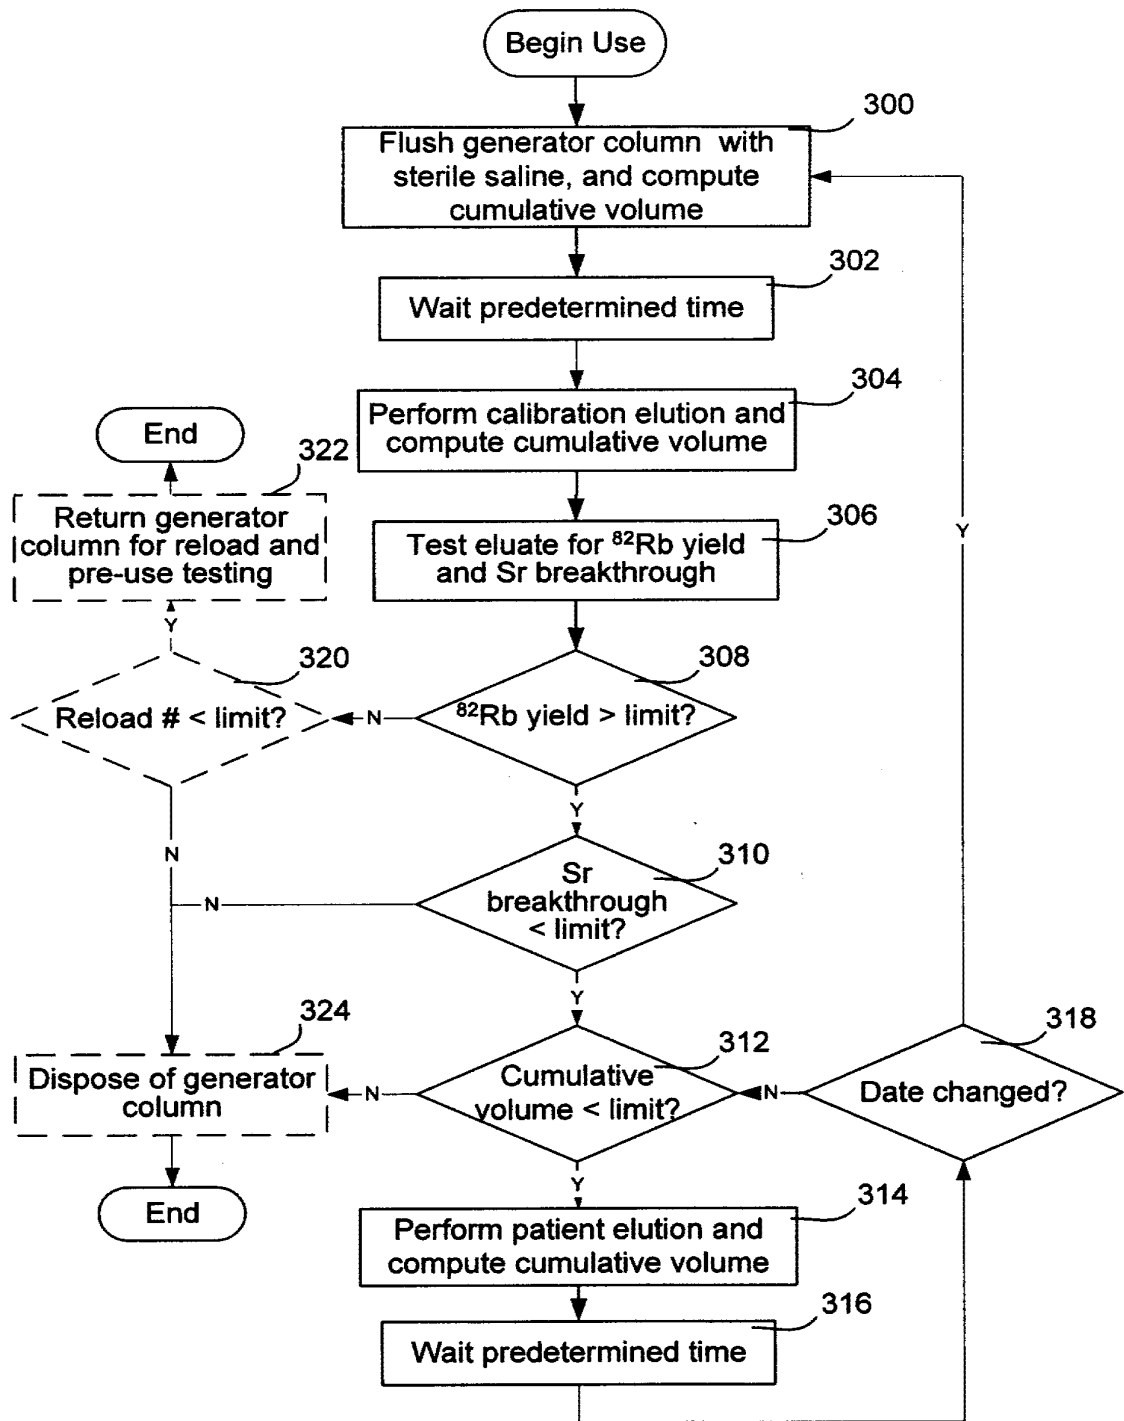 Begin Use
300
Flush generator column with
sterile saline, and compute
cumulative volume
302
Wait predetermined time
304
Perform calibration elution and
compute cumulative volume
End
322
Return generator
column for reload and
pre-use testing
306
Test eluate for ⁸²Rb yield
and Sr breakthrough
Y
Y
320
Reload # < limit?
N
308
⁸²Rb yield > limit?
Y
N
310
Sr
breakthrough
< limit?
N
Y
324
Dispose of generator
column
N
312
Cumulative
volume < limit?
N
318
Date changed?
Y
End
314
Perform patient elution and
compute cumulative volume
316
Wait predetermined time